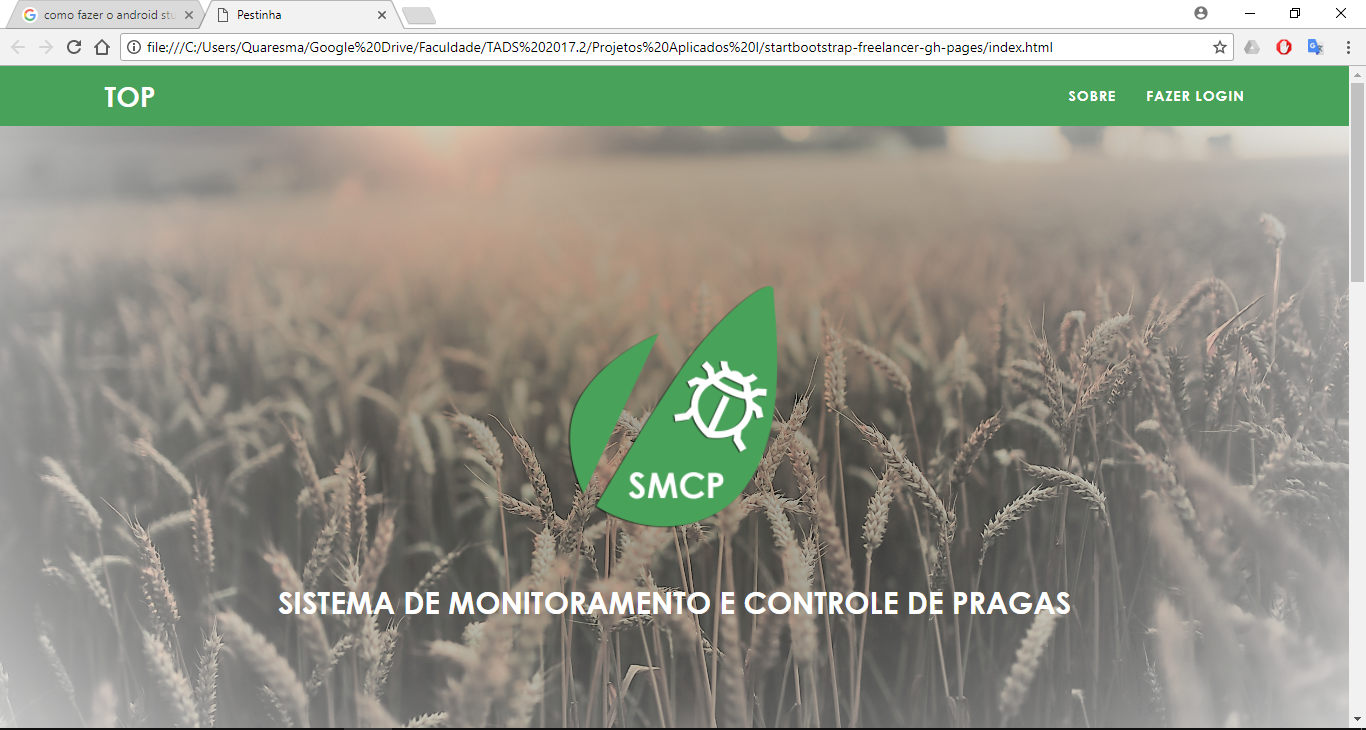 como fazer o android stu
Pestinha
file:///C:/Users/Quaresma/Google%20Drive/Faculdade/TADS%202017.2/Projetos%20Aplicados%20I/startbootstrap-freelancer-gh-pages/index.html
TOP
SOBRE
FAZER LOGIN
SMCP
SISTEMA DE MONITORAMENTO E CONTROLE DE PRAGAS